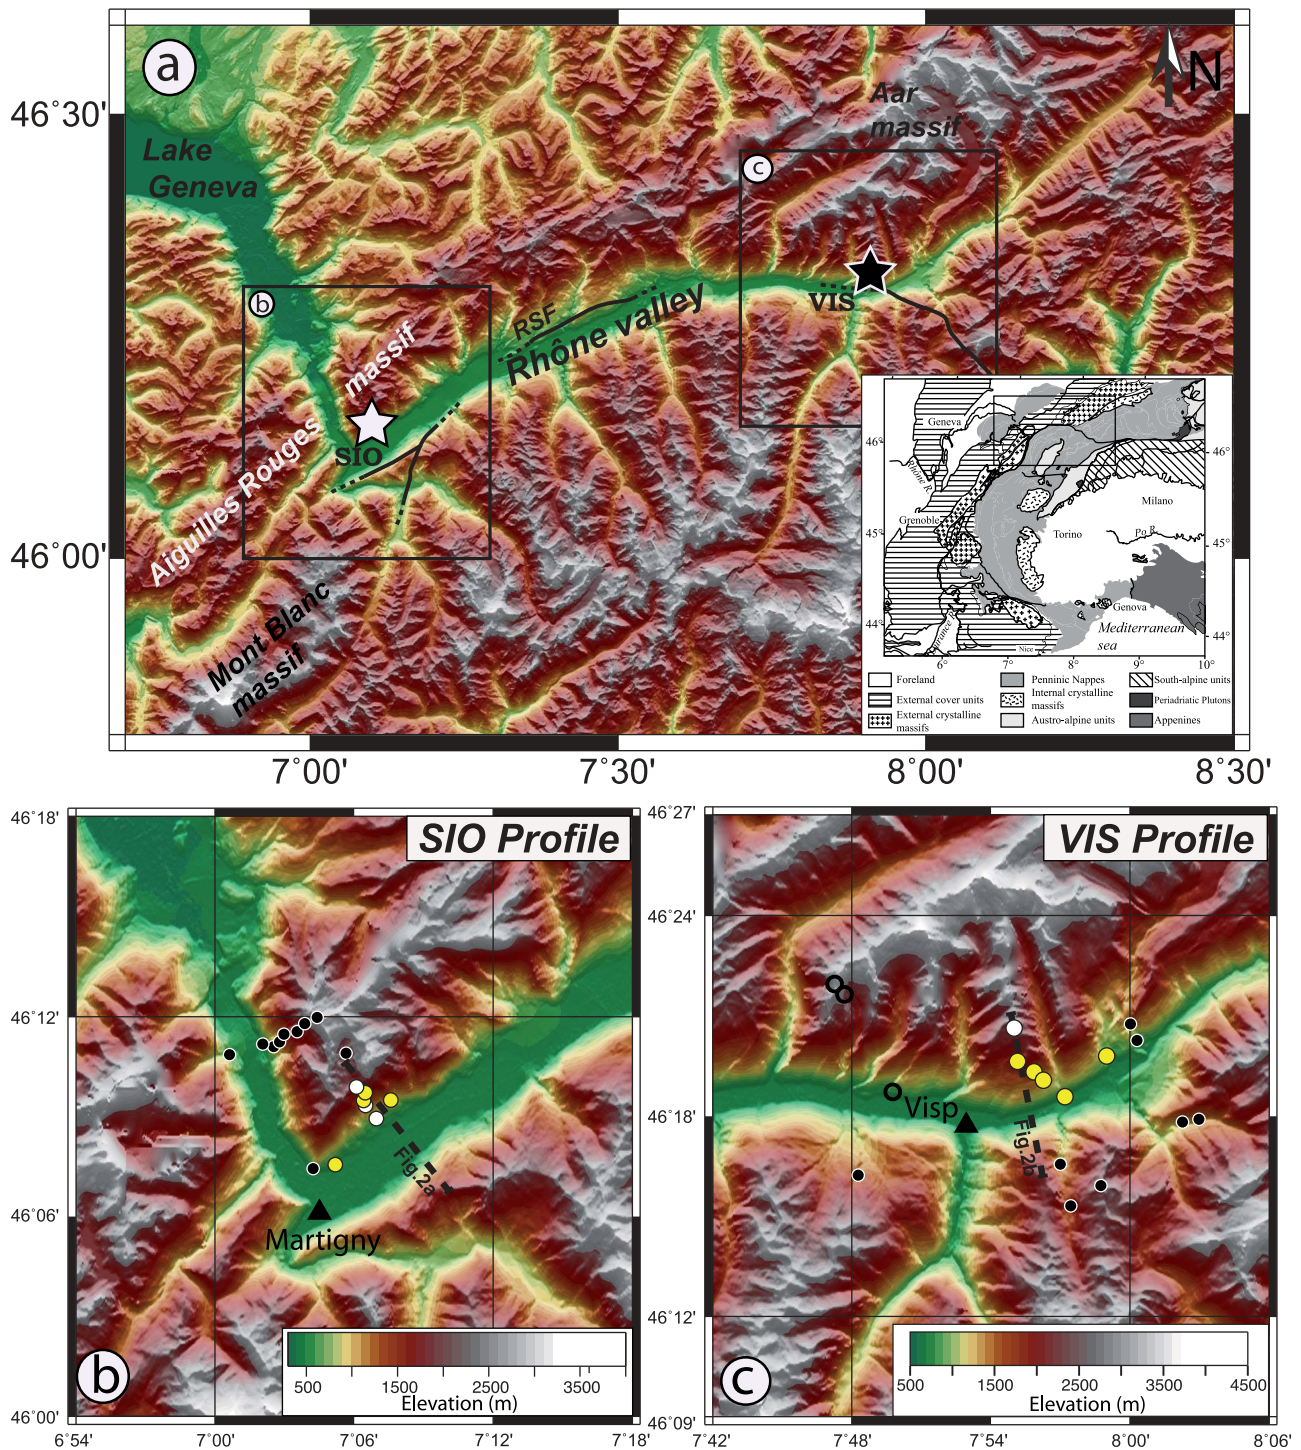 a
N
46°30'
Aar
massif
Lake
Geneva
c
b
RSF
Rhône valley
VIS
massif
SIO
Aiguilles Rouges
46°00'
Mont Blanc
massif
Geneva
46°
46°
Rhône R.
Milano
Grenoble
45°
Torino
Po R.
45°
Genova
44°
Mediterranean
sea
44°
Nice
6°
7°
8°
9°
10°
Foreland
Penninic Nappes
South-alpine units
External cover units
Internal crystalline
massifs
Periadriatic Plutons
External crystalline
massifs
Austro-alpine units
Appenines
7°00'
7°30'
8°00'
8°30'
46°18'
SIO Profile
46°12'
Fig.2a
46°06'
Martigny
b
500
1500
2500
3500
Elevation (m)
46°00'
6°54'
7°00'
7°06'
7°12'
7°18'
46°27'
VIS Profile
46°24'
46°18'
Visp
Fig.2b
46°12'
c
500
1500
2500
3500
4500
Elevation (m)
46°09'
7°42'
7°48'
7°54'
8°00'
8°06'